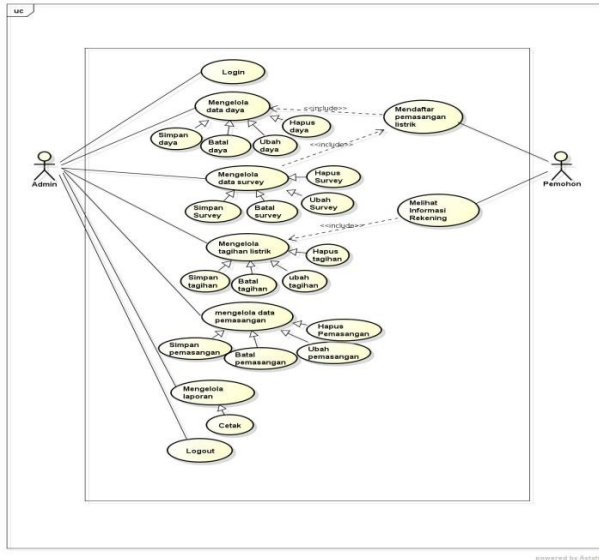 uc
Login
Mengelola
data daya
Hapus
daya
<<include>>
Mendaftar
pemasangan
listrik
Simpan
daya
Batal
daya
Ubah
daya
<<include>>
Admin
Pemohon
Mengelola
data survey
Hapus
Survey
Simpan
Survey
Batal
survey
Ubah
Survey
Melihat
Informasi
Rekening
<<include>>
Mengelola
tagihan listrik
Hapus
tagihan
Simpan
tagihan
Batal
tagihan
ubah
tagihan
mengelola data
pemasangan
Hapus
Pemasangan
Simpan
pemasangan
Batal
pemasangan
Ubah
pemasangan
Mengelola
laporan
Cetak
Logout
powered by Astah